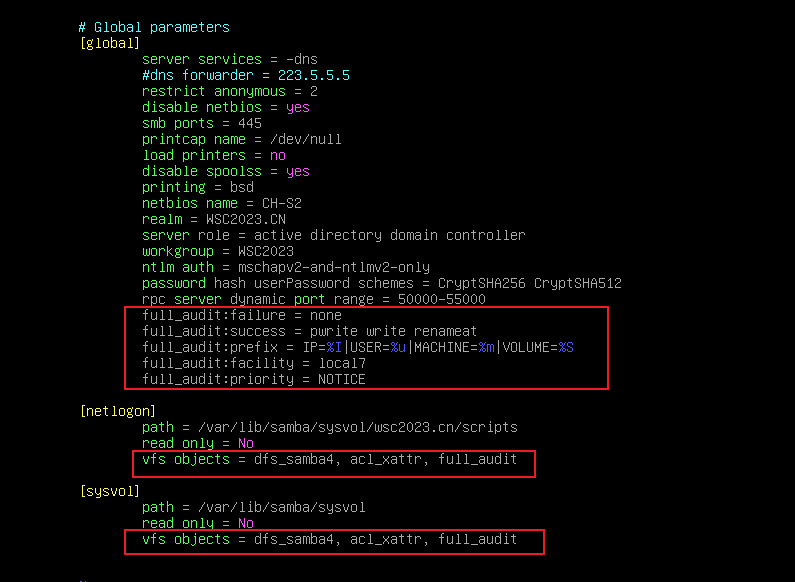 # Global parameters
[global]
server services = -dns
#dns forwarder = 223.5.5.5
restrict anonymous = 2
disable netbios = yes
smb ports = 445
printcap name = /dev/null
load printers = no
disable spoolss = yes
printing = bsd
netbios name = CH-S2
realm = WSC2023.CN
server role = active directory domain controller
workgroup = WSC2023
ntlm auth = mschapv2-and-ntlmv2-only
password hash userPassword schemes = CryptSHA256 CryptSHA512
rpc server dynamic port range = 50000-55000
full_audit:failure = none
full_audit:success = pwrite write renameat
full_audit:prefix = IP=%I|USER=%u|MACHINE=%m|VOLUME=%S
full_audit:facility = local7
full_audit:priority = NOTICE
[netlogon]
path = /var/lib/samba/sysvol/wsc2023.cn/scripts
read only = No
vfs objects = dfs_samba4, acl_xattr, full_audit
[sysvol]
path = /var/lib/samba/sysvol
read only = No
vfs objects = dfs_samba4, acl_xattr, full_audit